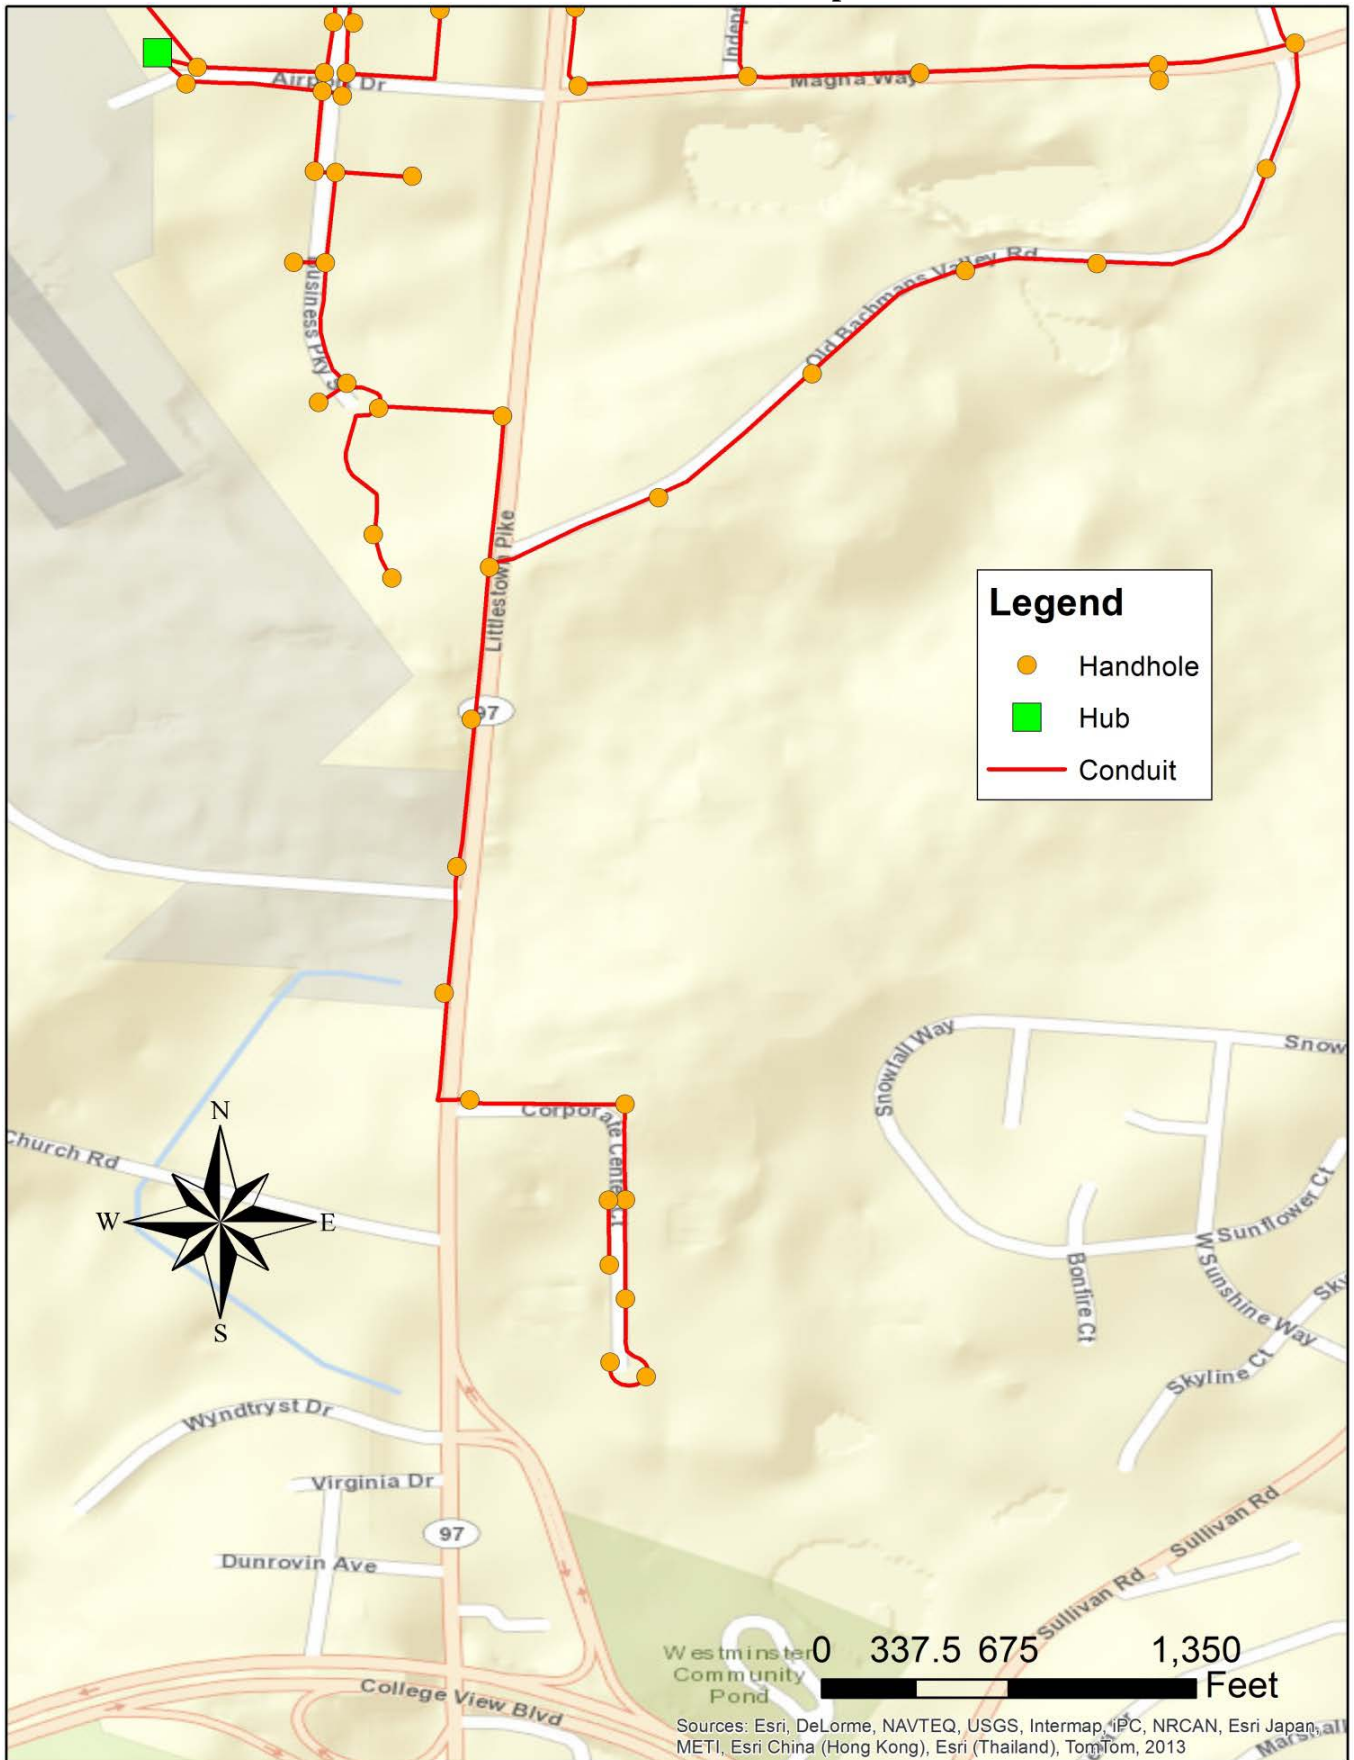 Airport Dr
Magna Way
Business Pky S
Old Bachmans Valley Rd
Littlestown Pike
Legend
Handhole
Hub
Conduit
97
Snowfall Way
Snow
Corporate Center Ct
N
W
E
S
Church Rd
Sunflower Ct
W Sunshine Way
Bonfire Ct
Skyline Ct
Sky
Wyndtryst Dr
Virginia Dr
97
Dunrovin Ave
Sullivan Rd
Sullivan Rd
Westminster
Community
Pond
0 337.5 675 1,350
Feet
College View Blvd
Sources: Esri, DeLorme, NAVTEQ, USGS, Intermap, iPC, NRCAN, Esri Japan,
METI, Esri China (Hong Kong), Esri (Thailand), TomTom, 2013